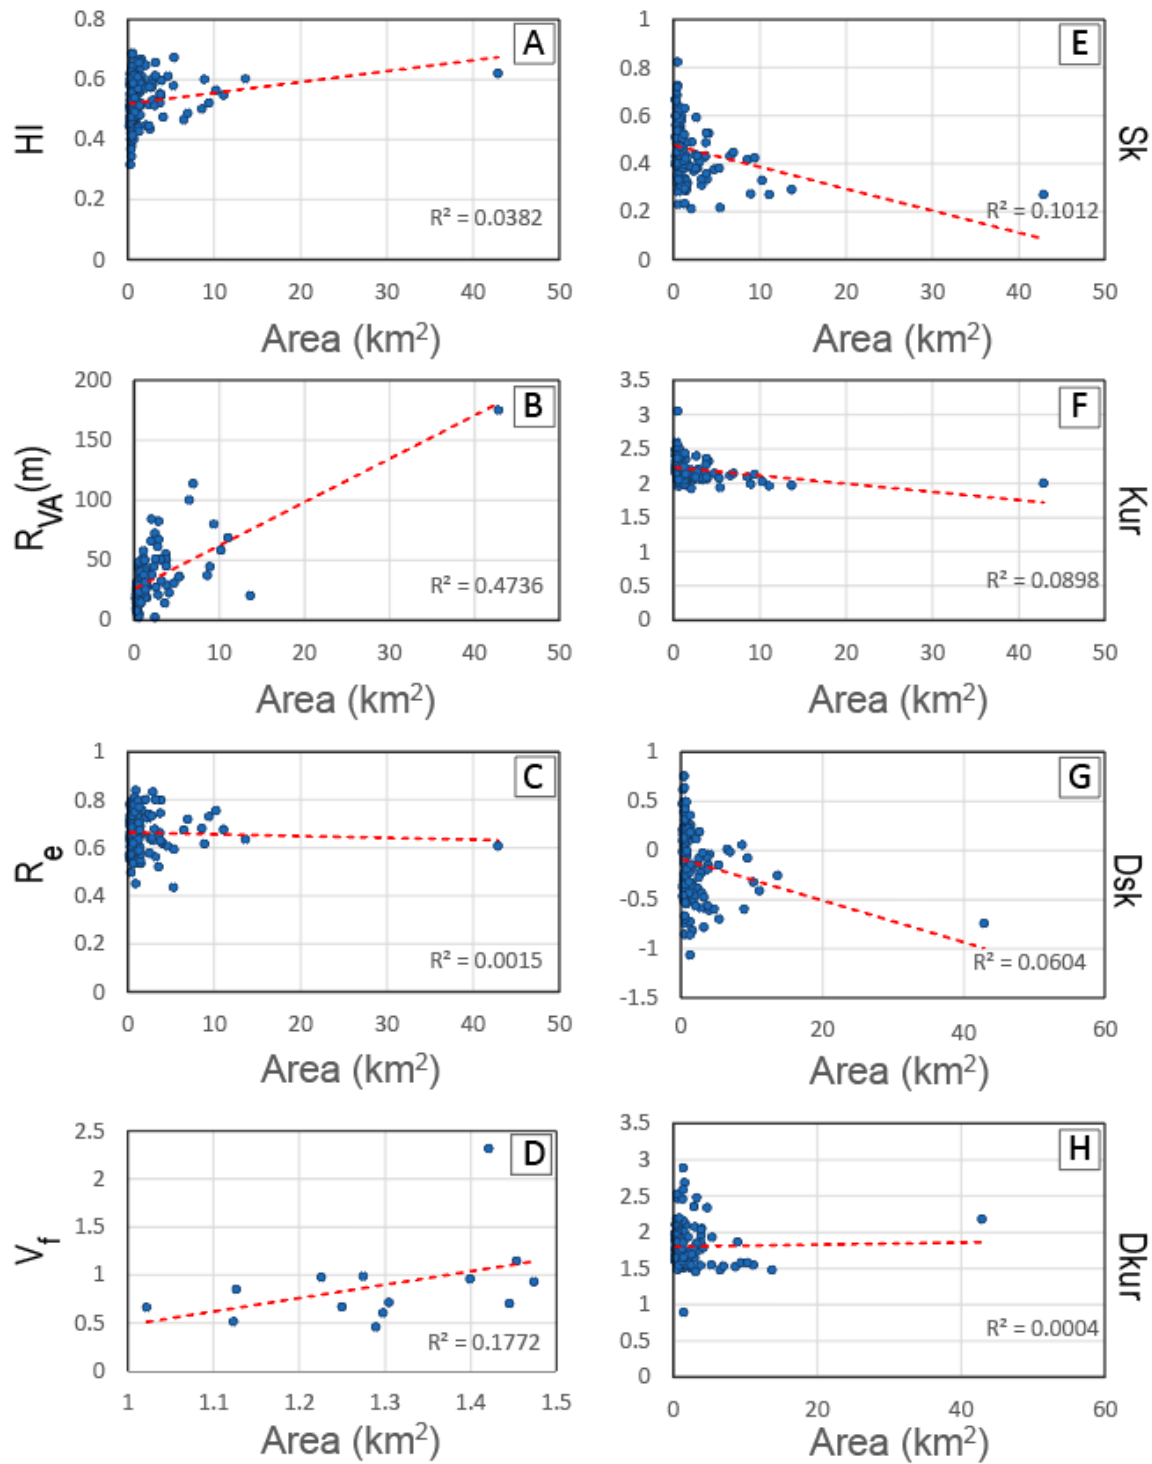 A
HI
0.8
0.6
0.4
0.2
0
R² = 0.0382
0 10 20 30 40 50
Area (km²)
E
Sk
1
0.8
0.6
0.4
0.2
0
R² = 0.1012
0 10 20 30 40 50
Area (km²)
B
R_VA(m)
200
150
100
50
0
R² = 0.4736
0 10 20 30 40 50
Area (km²)
F
Kur
3.5
3
2.5
2
1.5
1
0.5
0
R² = 0.0898
0 10 20 30 40 50
Area (km²)
C
R_e
1
0.8
0.6
0.4
0.2
0
R² = 0.0015
0 10 20 30 40 50
Area (km²)
G
Dsk
1
0.5
0
-0.5
-1
-1.5
R² = 0.0604
0 20 40 60
Area (km²)
D
V_f
2.5
2
1.5
1
0.5
0
R² = 0.1772
1 1.1 1.2 1.3 1.4 1.5
Area (km²)
H
Dkur
3.5
3
2.5
2
1.5
1
0.5
0
R² = 0.0004
0 20 40 60
Area (km²)